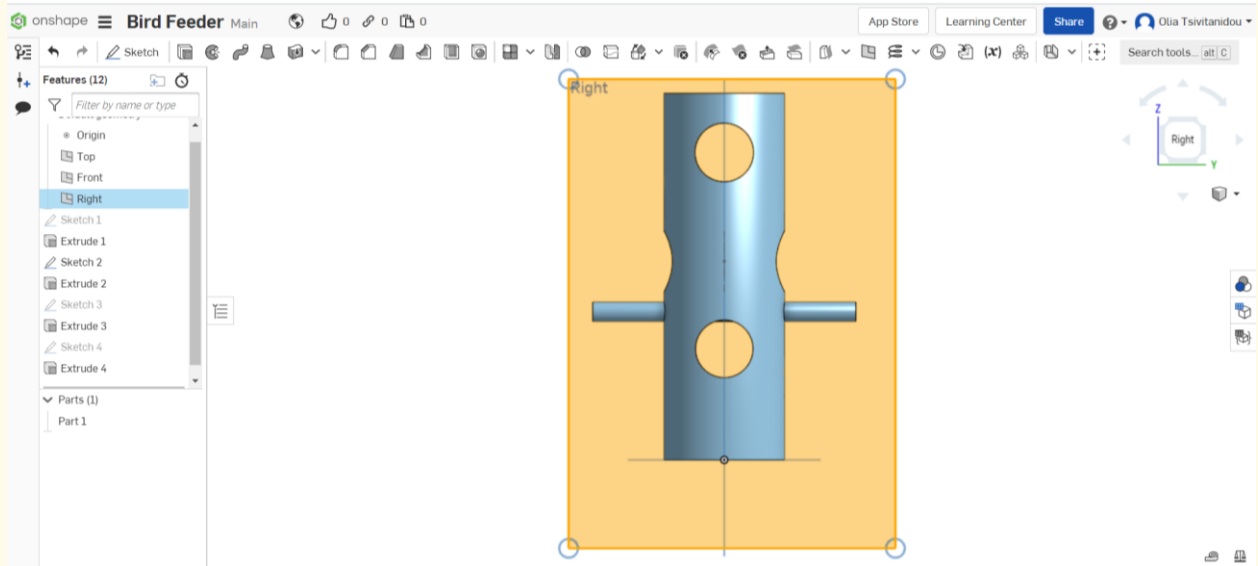 onshape Bird Feeder Main 0 0 0 App Store Learning Center Share Olia Tsivitanidou
Sketch Search tools... alt C
Features (12)
Filter by name or type
Origin
Top
Front
Right
Sketch 1
Extrude 1
Sketch 2
Extrude 2
Sketch 3
Extrude 3
Sketch 4
Extrude 4
Parts (1)
Part 1
Right
Z
Right
Y